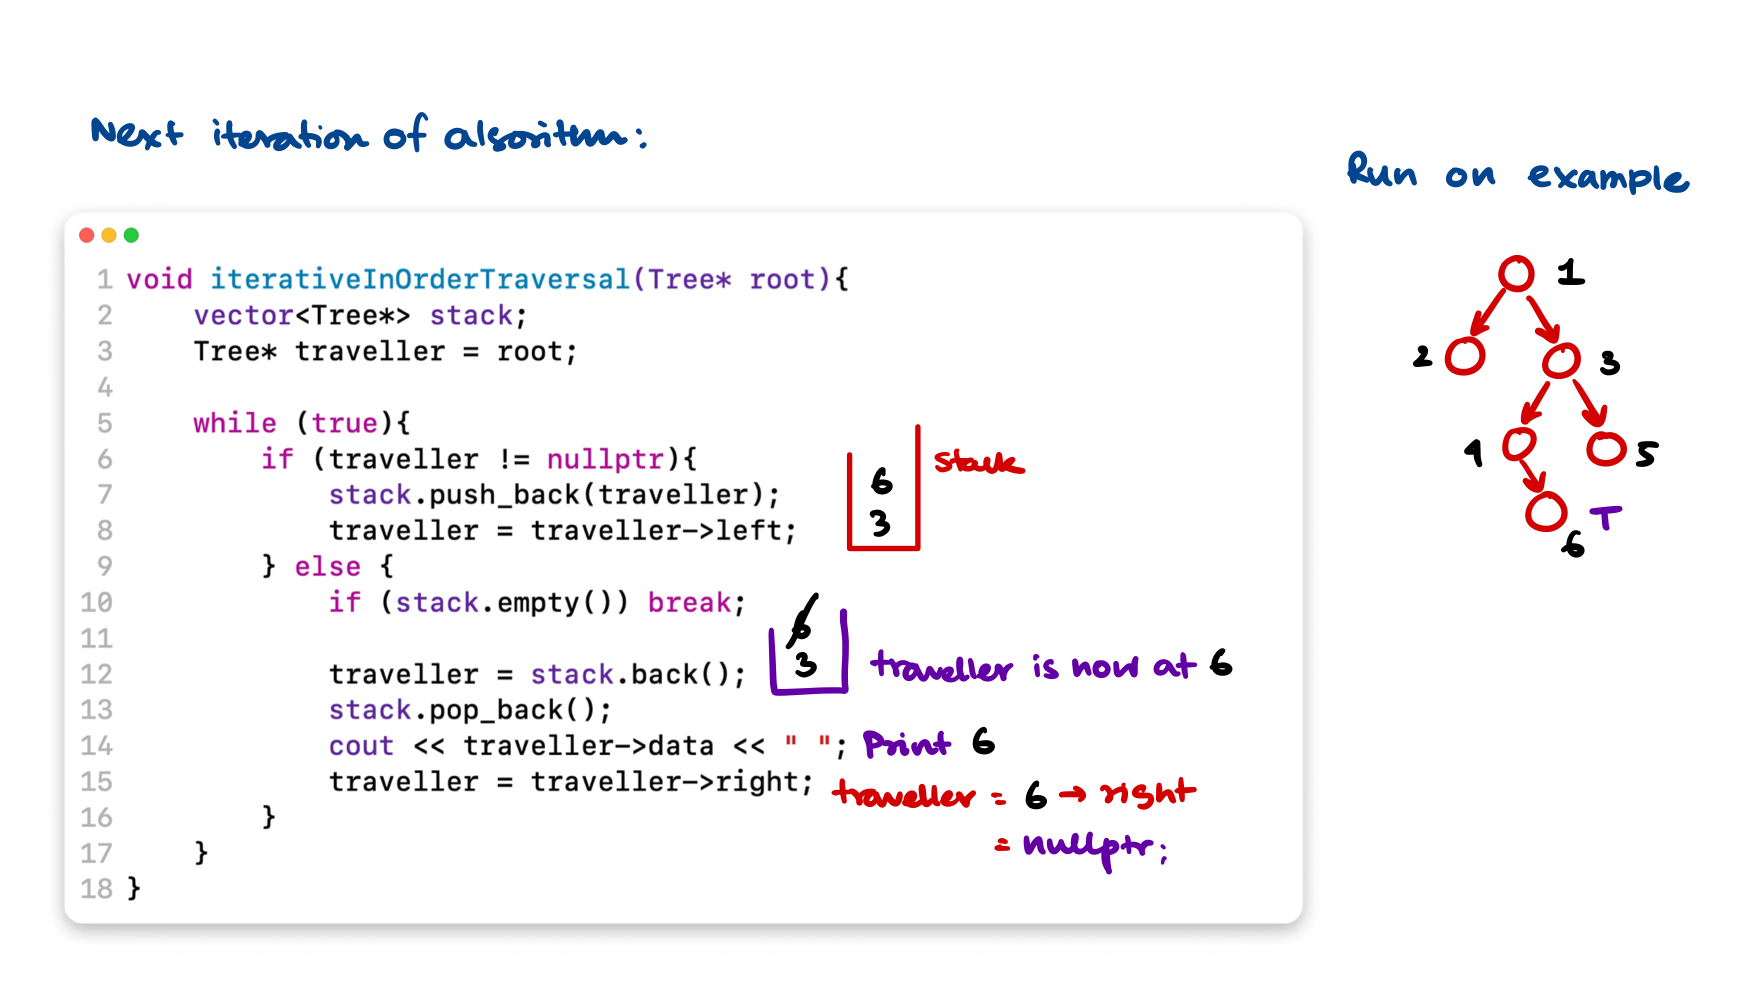 Next iteration of algorithm:
Run on example
1 void iterativeInOrderTraversal(Tree* root){
2 vector<Tree*> stack;
3 Tree* traveller = root;
4
5 while (true){
6 if (traveller != nullptr){
7 stack.push_back(traveller);
8 traveller = traveller->left;
9 } else {
10 if (stack.empty()) break;
11
12 traveller = stack.back();
13 stack.pop_back();
14 cout << traveller->data << " ";
15 traveller = traveller->right;
16 }
17 }
18 }
stack
6
3
6
3
traveller is now at 6
Print 6
traveller = 6 → right
= nullptr;
1
2 3
4 5
T
6